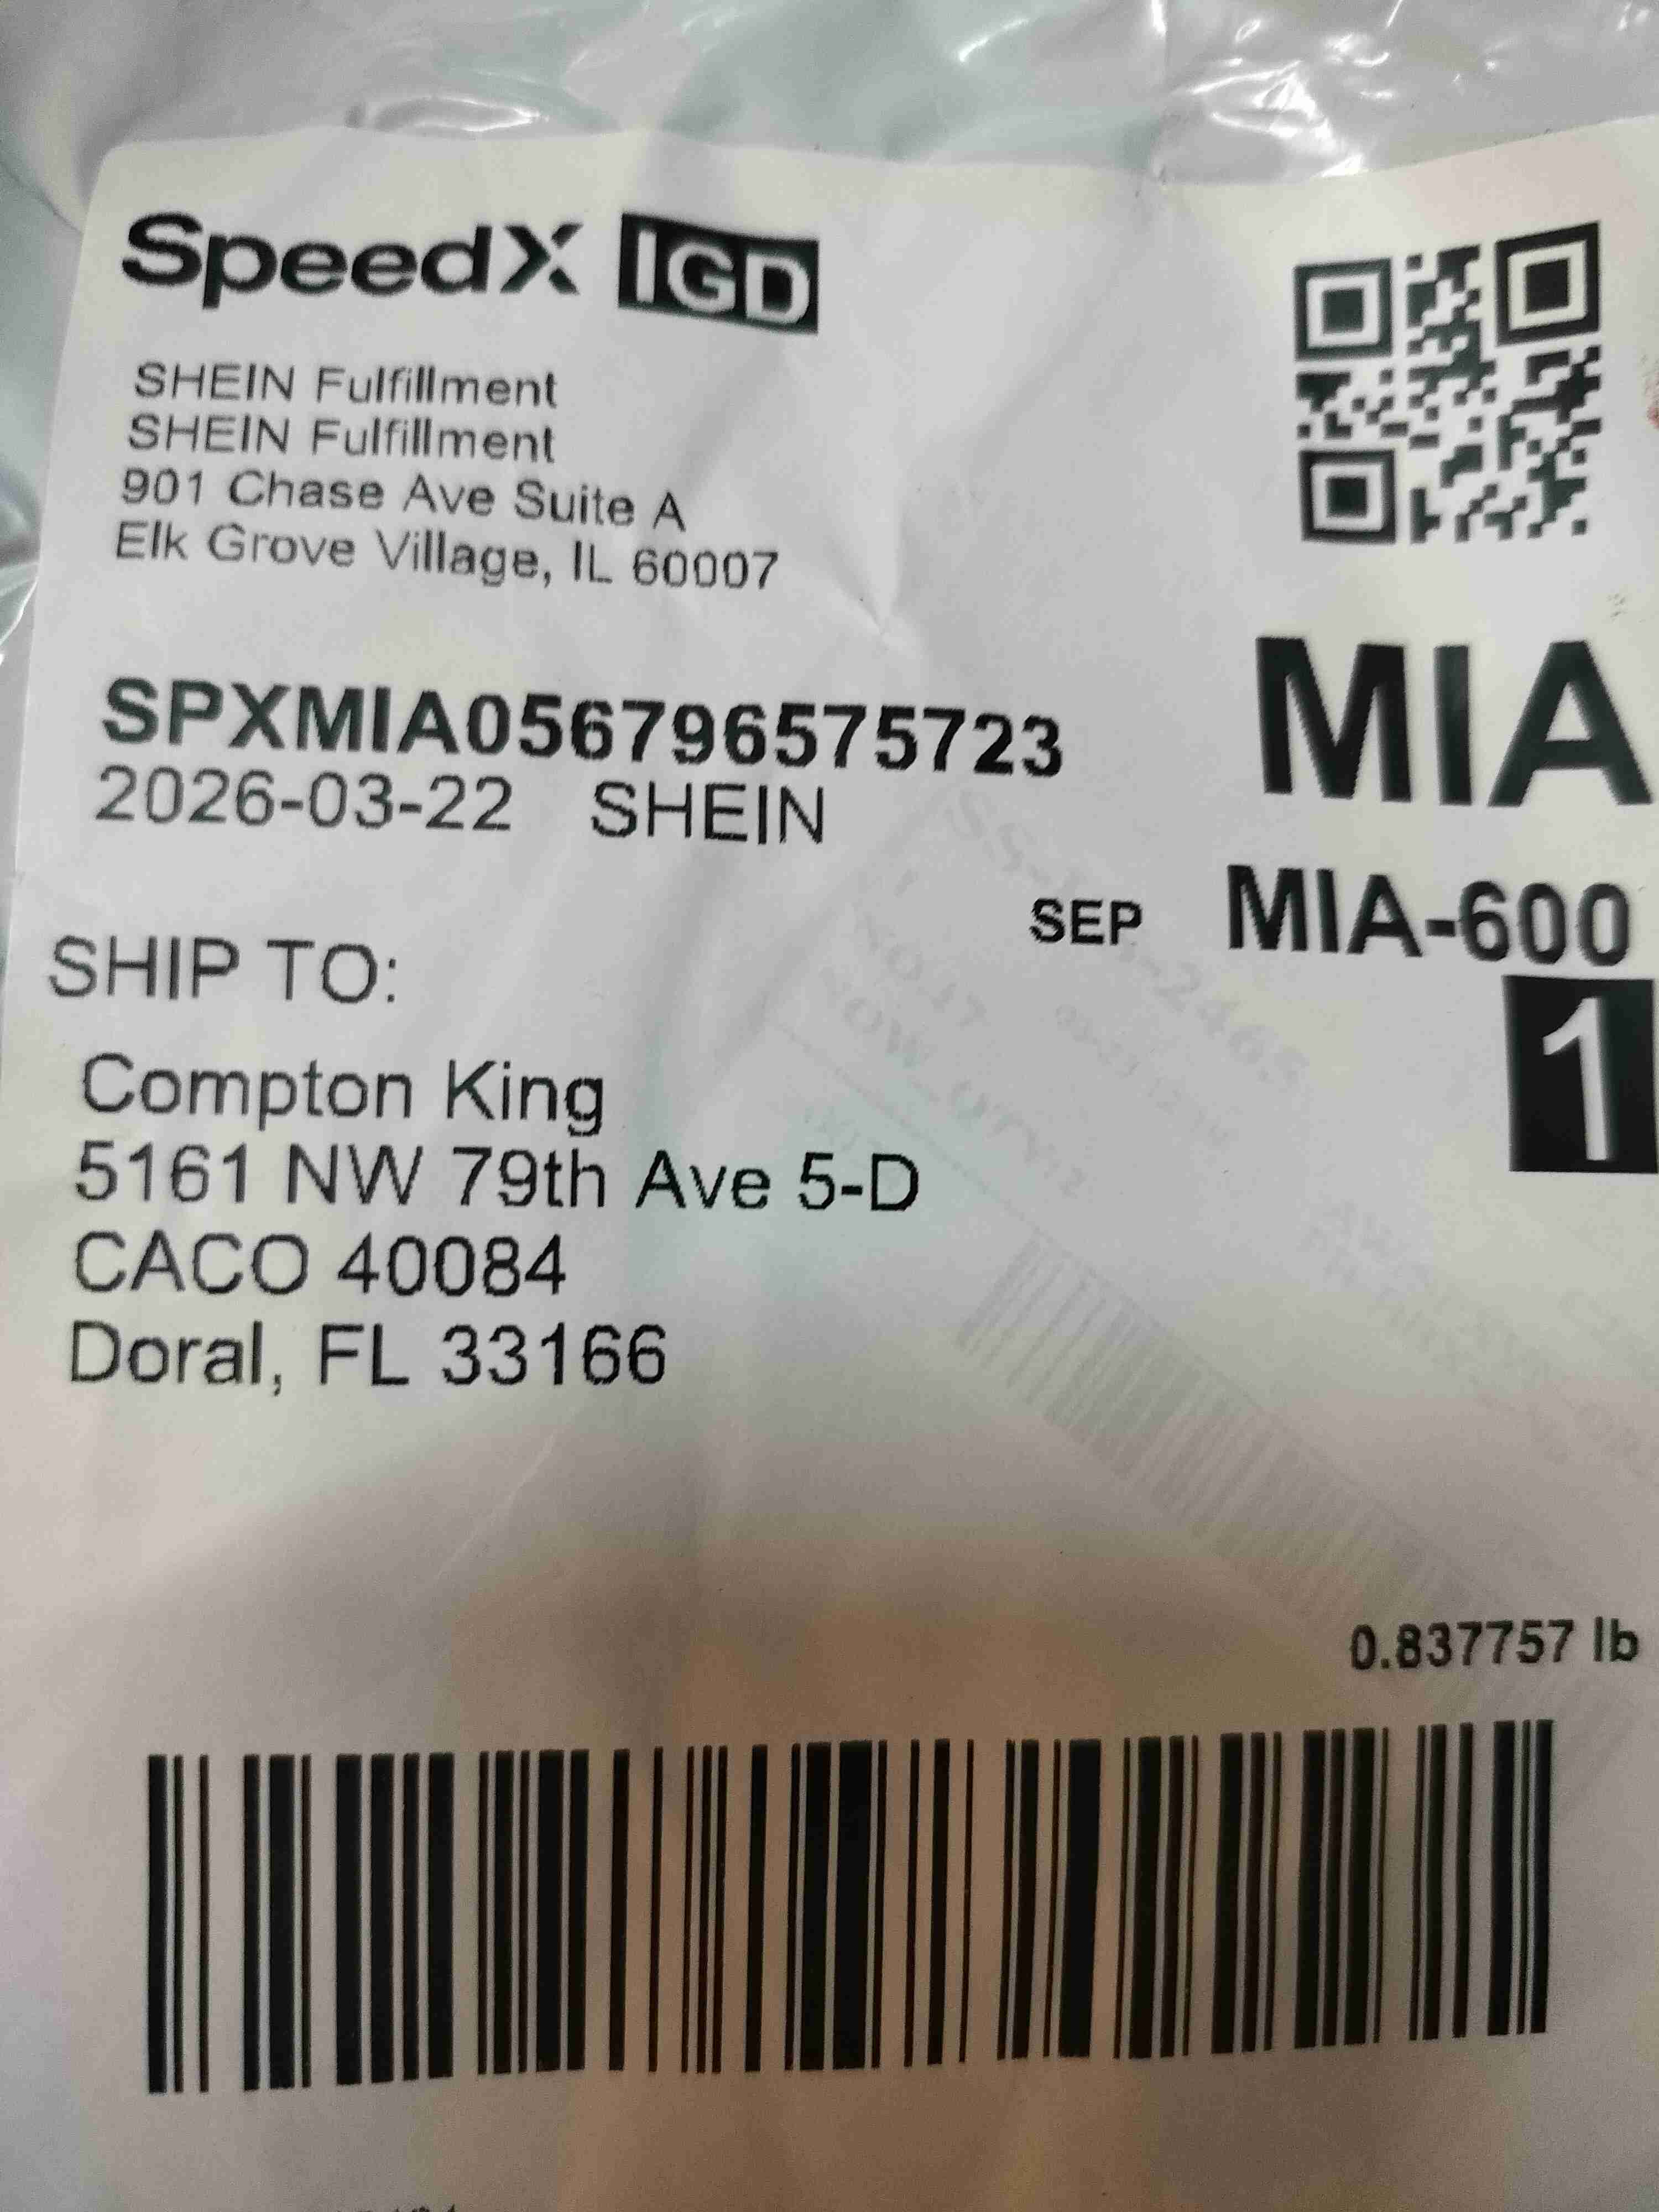 SpeedX IGD
SHEIN Fulfillment
SHEIN Fulfillment
901 Chase Ave Suite A
Elk Grove Village, IL 60007
SPXMIA056796575723
2026-03-22 SHEIN
MIA
SEP MIA-600
1
SHIP TO:
Compton King
5161 NW 79th Ave 5-D
CACO 40084
Doral, FL 33166
0.837757 lb